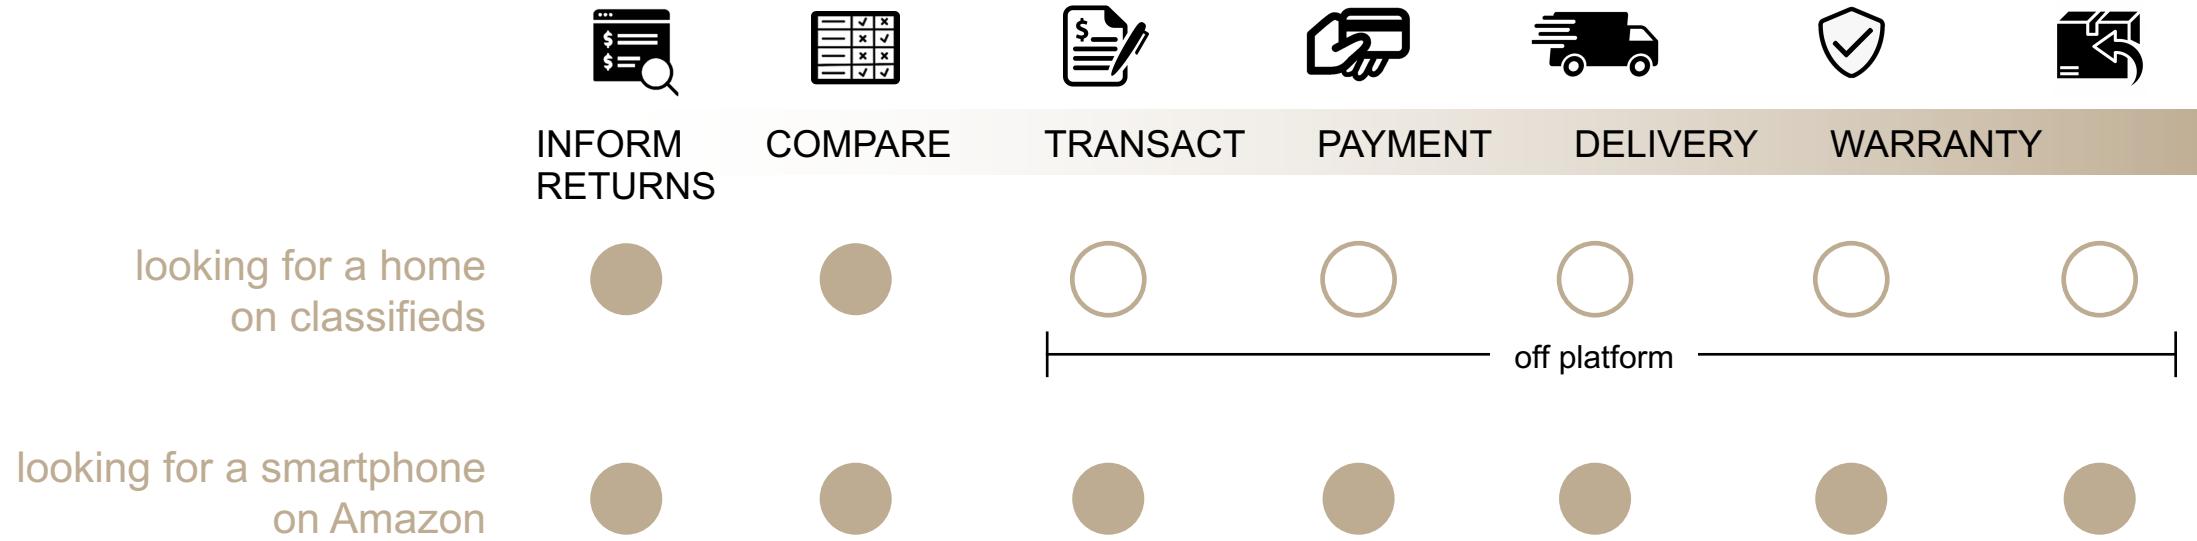 INFORM COMPARE TRANSACT PAYMENT DELIVERY WARRANTY
RETURNS
looking for a home
on classifieds
off platform
looking for a smartphone
on Amazon